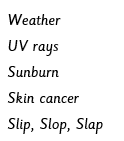 Weather
UV rays
Sunburn
Skin cancer
Slip, Slop, Slap